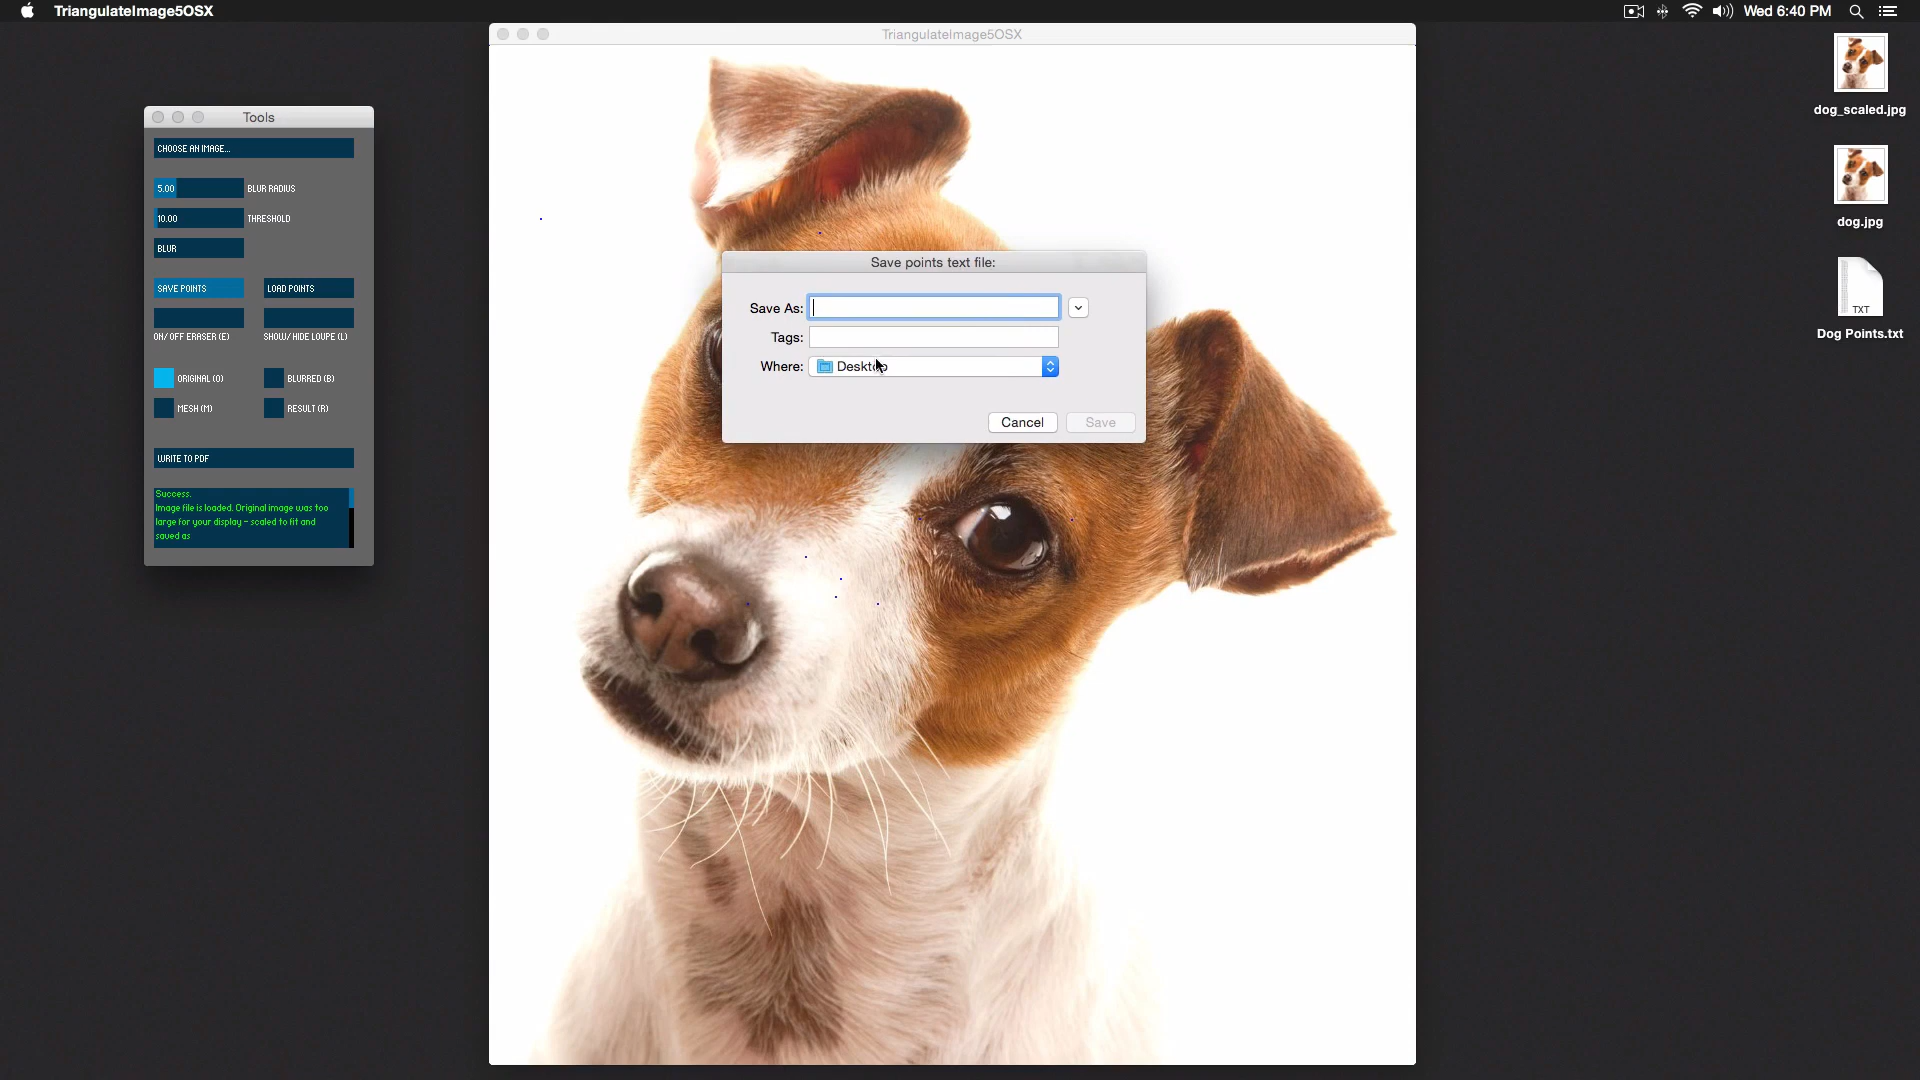 TriangulateImage5OSX
Wed 6:40 PM
TriangulateImage5OSX
dog_scaled.jpg
dog.jpg
TXT
Dog Points.txt
Tools
CHOOSE AN IMAGE...
5.00 BLUR RADIUS
10.00 THRESHOLD
BLUR
SAVE POINTS LOAD POINTS
ON/OFF ERASER (E) SHOW/HIDE LOUPE (L)
ORIGINAL (O) BLURRED (B)
MESH (M) RESULT (R)
WRITE TO PDF
Success.
Image file is loaded. Original image was too
large for your display - scaled to fit and
saved as
Save points text file:
Save As:
Tags:
Where: Desktop
Cancel Save